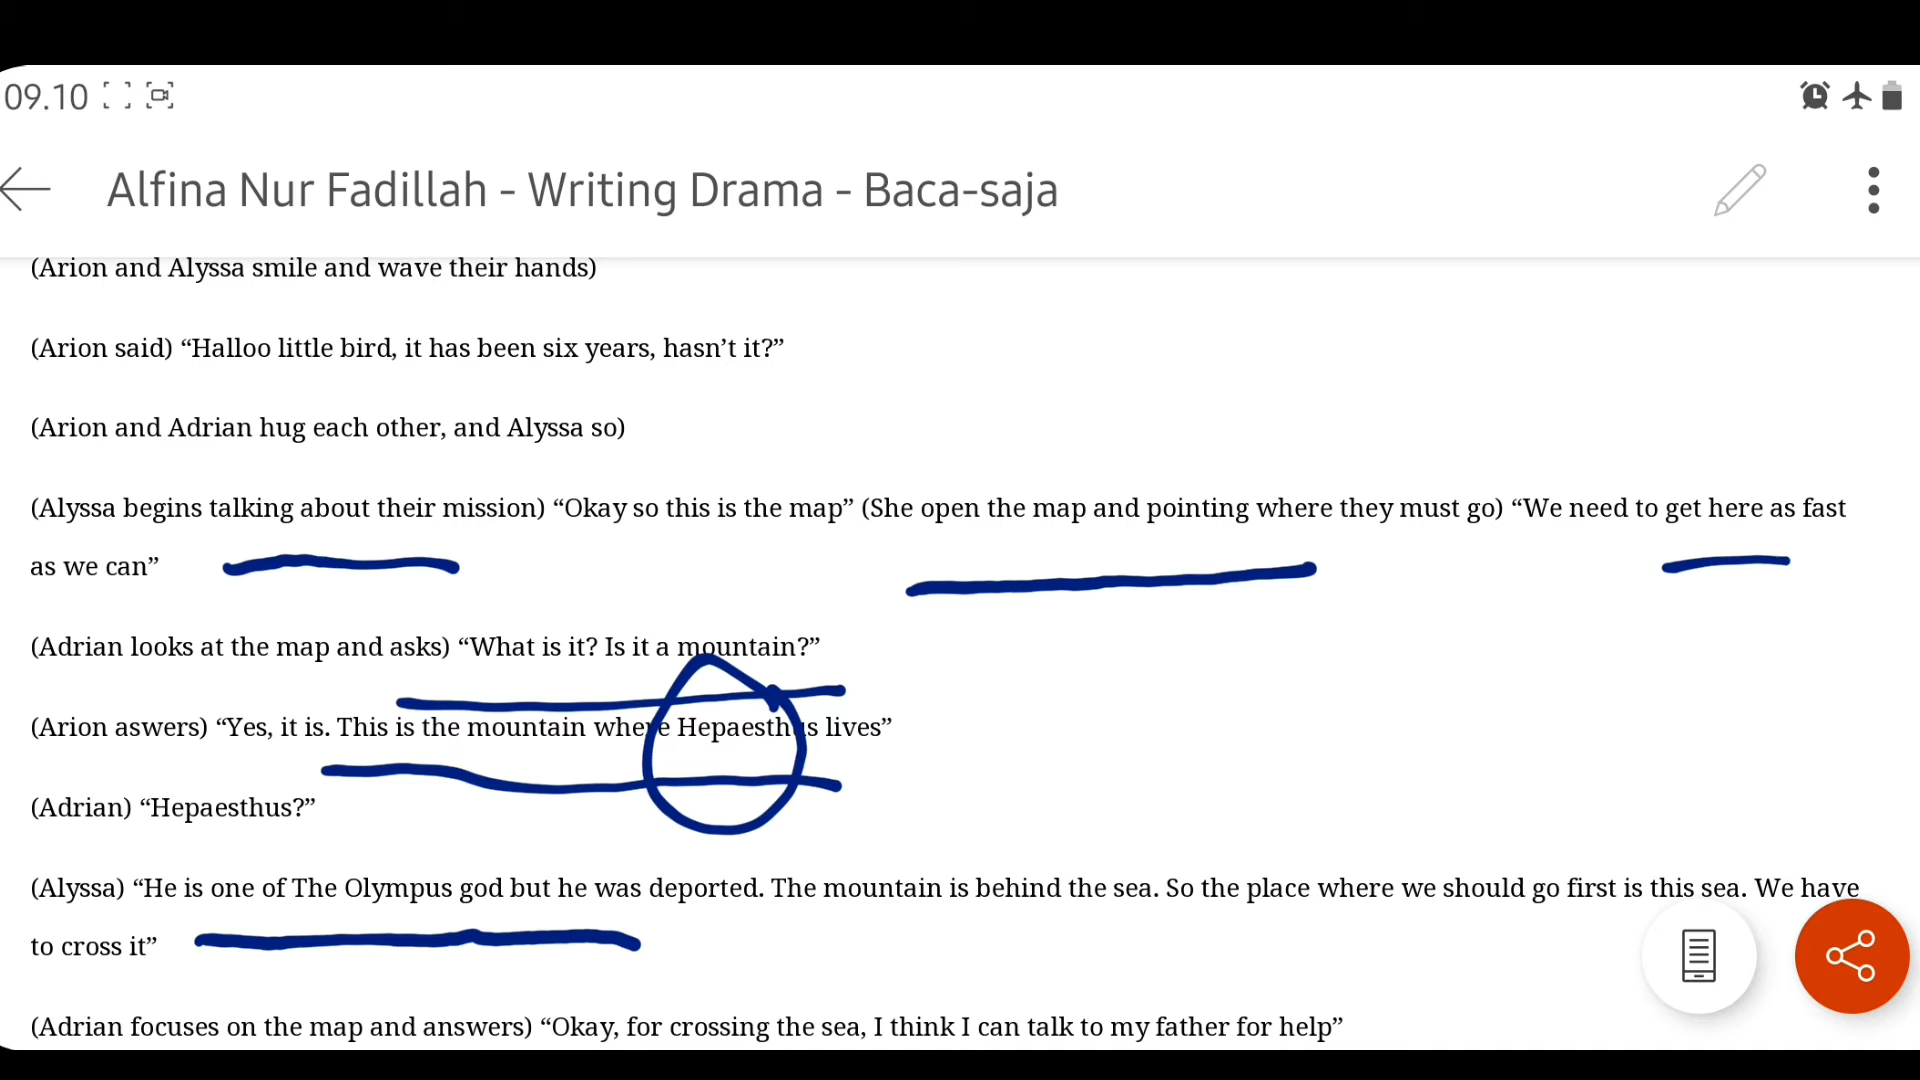 09.10
Alfina Nur Fadillah - Writing Drama - Baca-saja
(Arion and Alyssa smile and wave their hands)
(Arion said) “Halloo little bird, it has been six years, hasn’t it?”
(Arion and Adrian hug each other, and Alyssa so)
(Alyssa begins talking about their mission) “Okay so this is the map” (She open the map and pointing where they must go) “We need to get here as fast
as we can”
(Adrian looks at the map and asks) “What is it? Is it a mountain?”
(Arion aswers) “Yes, it is. This is the mountain where Hepaesthus lives”
(Adrian) “Hepaesthus?”
(Alyssa) “He is one of The Olympus god but he was deported. The mountain is behind the sea. So the place where we should go first is this sea. We have
to cross it”
(Adrian focuses on the map and answers) “Okay, for crossing the sea, I think I can talk to my father for help”